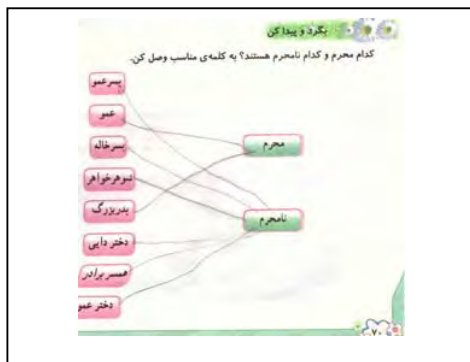 بگرد و پیدا کن
کدام محرم و کدام نامحرم هستند؟ به کلمه‌ی مناسب وصل کن.
پسرعمو
عمو
محرم
پسرخاله
شوهرخواهر
پدربزرگ
نامحرم
دختر دایی
همسر برادر
دختر عمو
۷۰